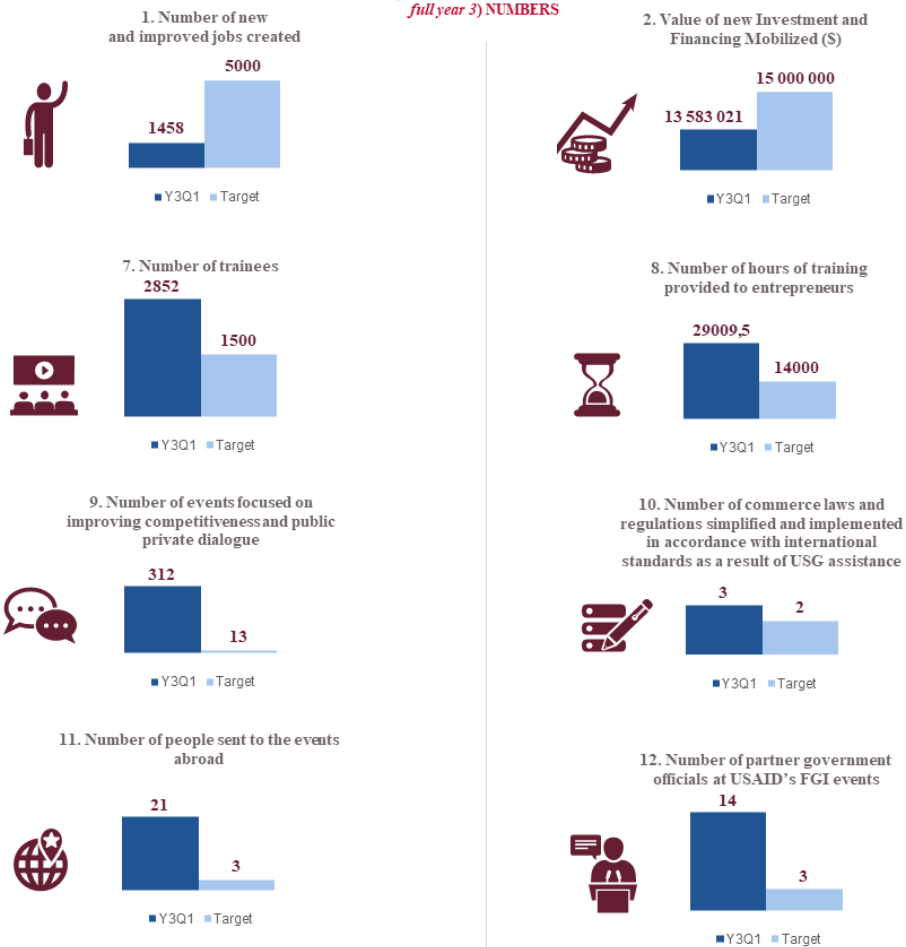 full year 3) NUMBERS
1. Number of new
and improved jobs created
5000
1458
Y3Q1 Target
2. Value of new Investment and
Financing Mobilized ($)
15 000 000
13 583 021
Y3Q1 Target
7. Number of trainees
2852
1500
Y3Q1 Target
8. Number of hours of training
provided to entrepreneurs
29009,5
14000
Y3Q1 Target
9. Number of events focused on
improving competitiveness and public
private dialogue
312
13
Y3Q1 Target
10. Number of commerce laws and
regulations simplified and implemented
in accordance with international
standards as a result of USG assistance
3
2
Y3Q1 Target
11. Number of people sent to the events
abroad
21
3
Y3Q1 Target
12. Number of partner government
officials at USAID’s FGI events
14
3
Y3Q1 Target